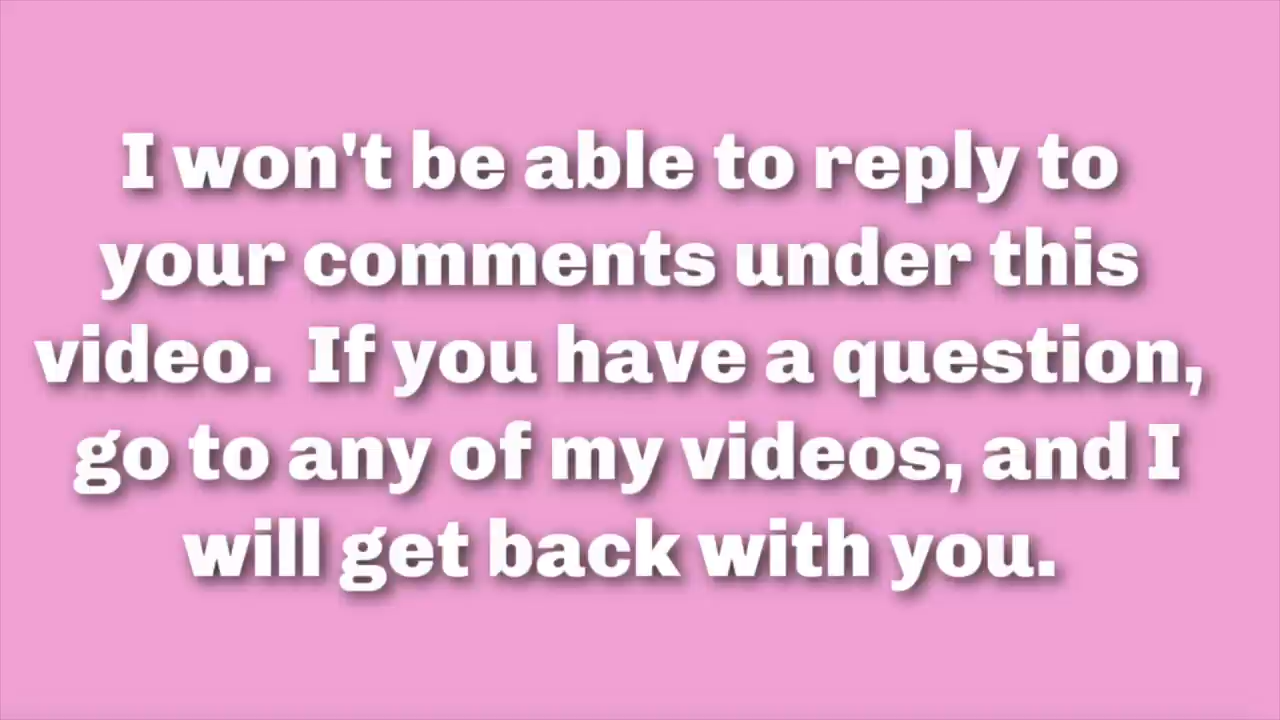 I won't be able to reply to
your comments under this
video.  If you have a question,
go to any of my videos, and I
will get back with you.